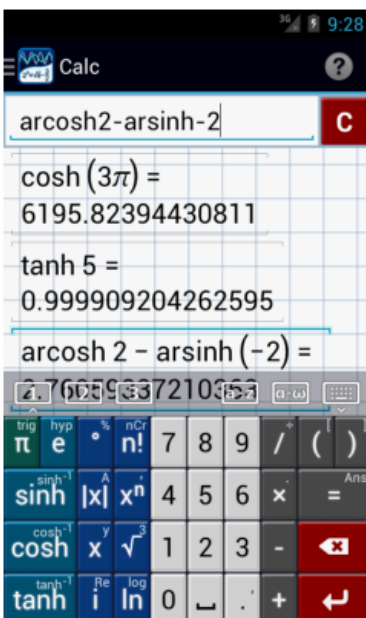 3G 9:28
Calc ?
arcosh2-arsinh-2 C
cosh (3π) =
6195.82394430811
tanh 5 =
0.999909204262595
arcosh 2 − arsinh (−2) =
trig hyp % nCr ÷ [ ]
π e ° n! 7 8 9 / ( )
sinh⁻¹ A Ans
sinh |x| xⁿ 4 5 6 × =
cosh⁻¹ y 3
cosh x √ 1 2 3 -
tanh⁻¹ Re log
tanh i ln 0 . +